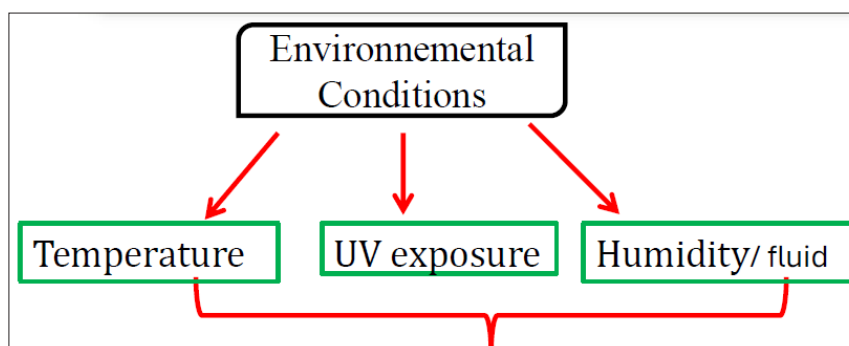 Environnemental
Conditions
Temperature
UV exposure
Humidity/ fluid